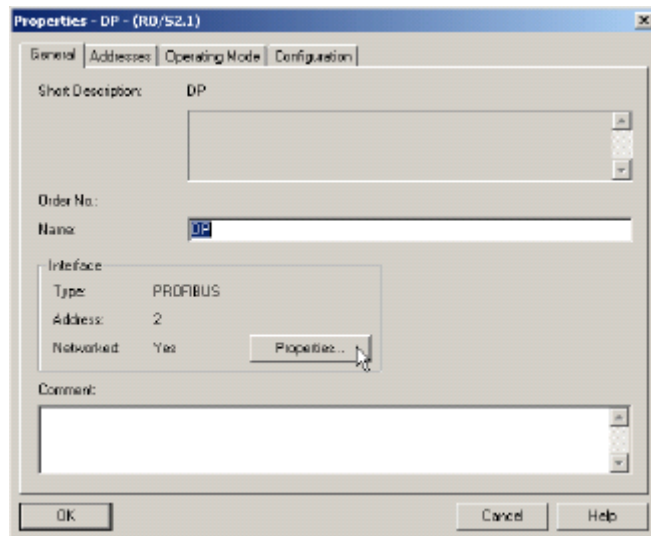 Properties - DP - (R0/S2.1)
General Addresses Operating Mode Configuration
Short Description: DP
Order No.:
Name: DP
Interface
Type: PROFIBUS
Address: 2
Networked: Yes Properties...
Comment:
OK Cancel Help